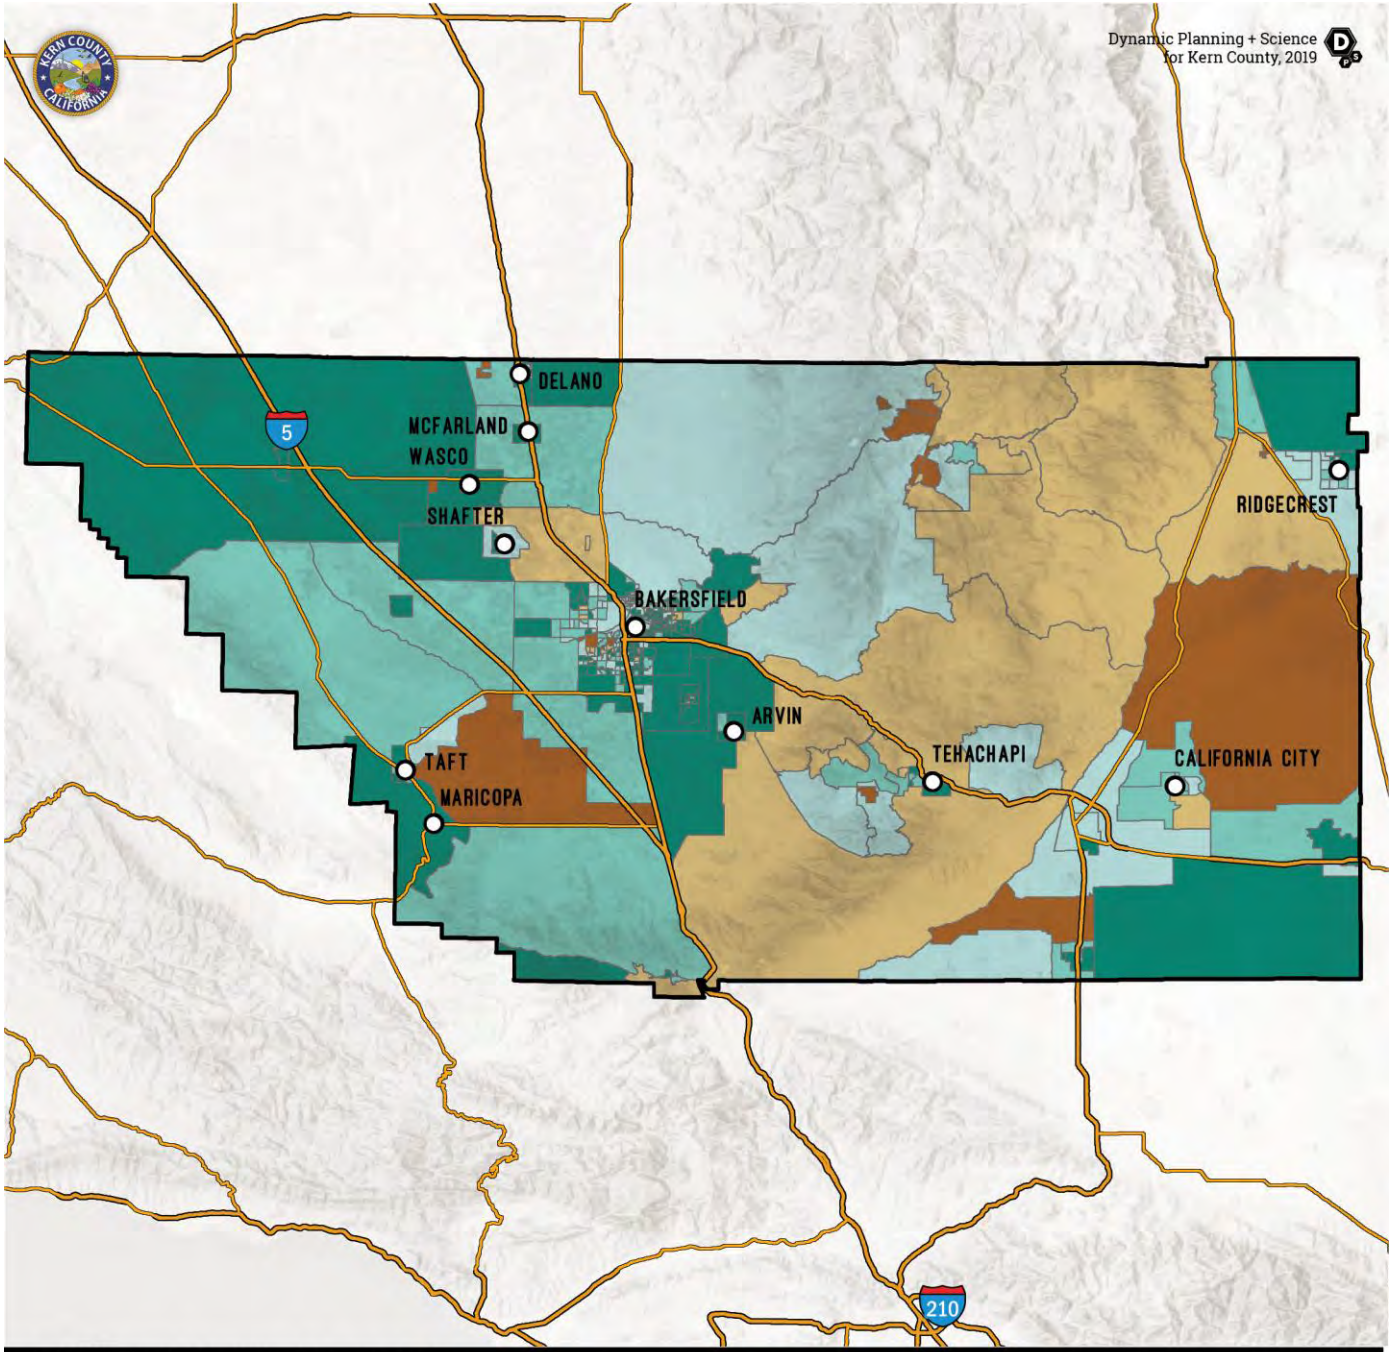 KERN COUNTY
CALIFORNIA
Dynamic Planning + Science
for Kern County, 2019
D
P S
DELANO
5
MCFARLAND
WASCO
RIDGECREST
SHAFTER
BAKERSFIELD
ARVIN
TEHACHAPI
TAFT
CALIFORNIA CITY
MARICOPA
210